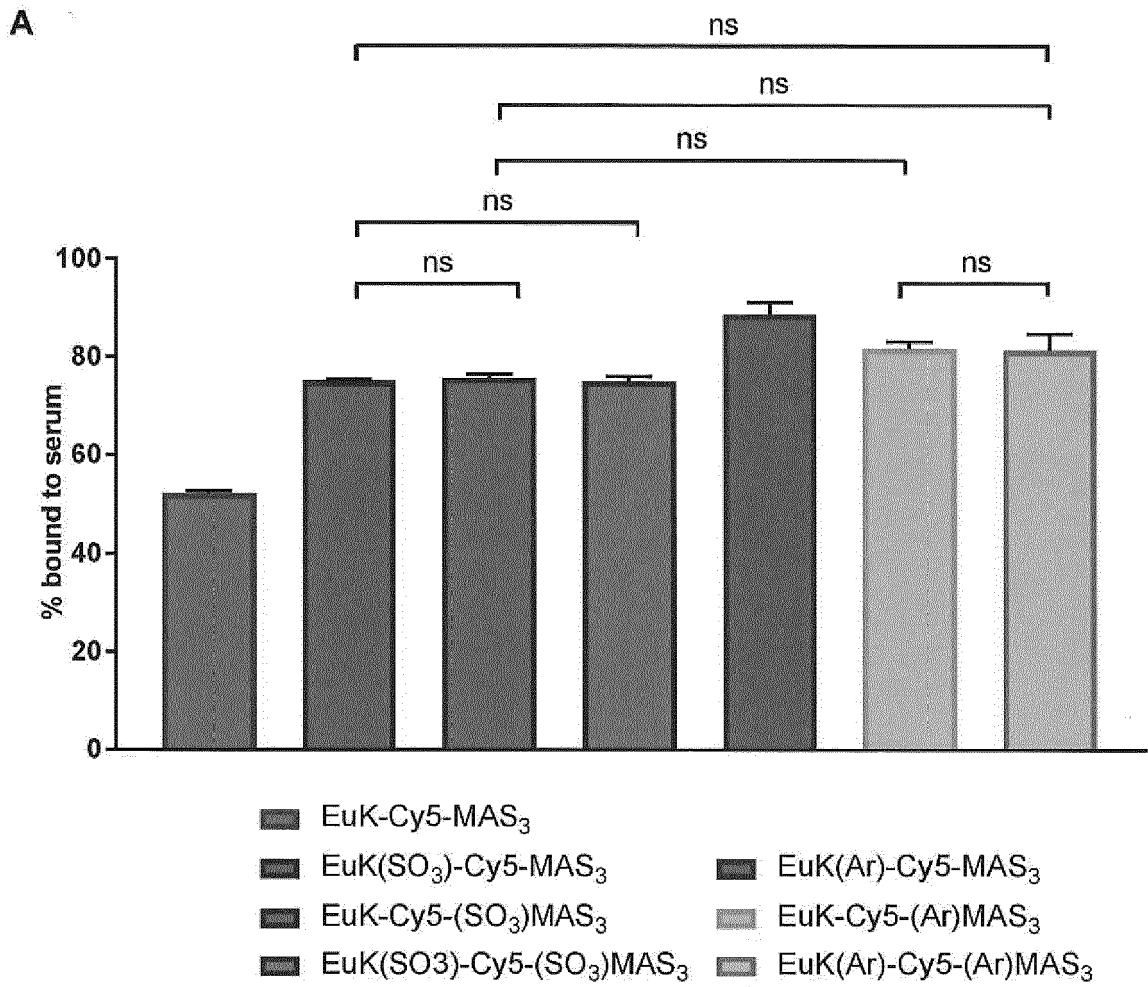 A
ns
ns
ns
ns
ns
ns
100
80
60
40
20
0
% bound to serum
EuK-Cy5-MAS₃
EuK(SO₃)-Cy5-MAS₃
EuK-Cy5-(SO₃)MAS₃
EuK(SO3)-Cy5-(SO₃)MAS₃
EuK(Ar)-Cy5-MAS₃
EuK-Cy5-(Ar)MAS₃
EuK(Ar)-Cy5-(Ar)MAS₃